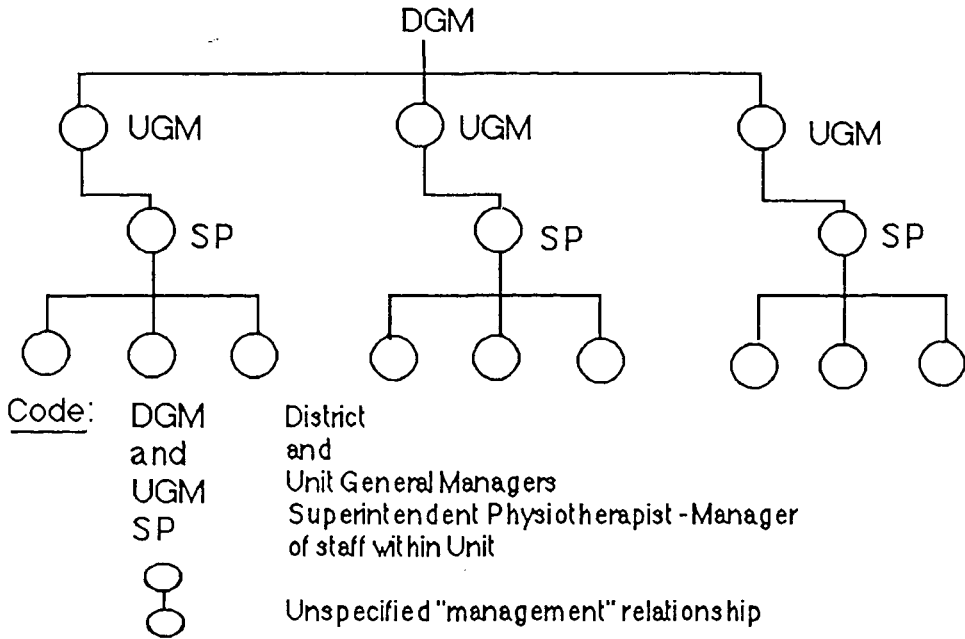 DGM
UGM UGM UGM
SP SP SP
Code: DGM District
and and
UGM Unit General Managers
SP Superintendent Physiotherapist - Manager
of staff within Unit
Unspecified "management" relationship